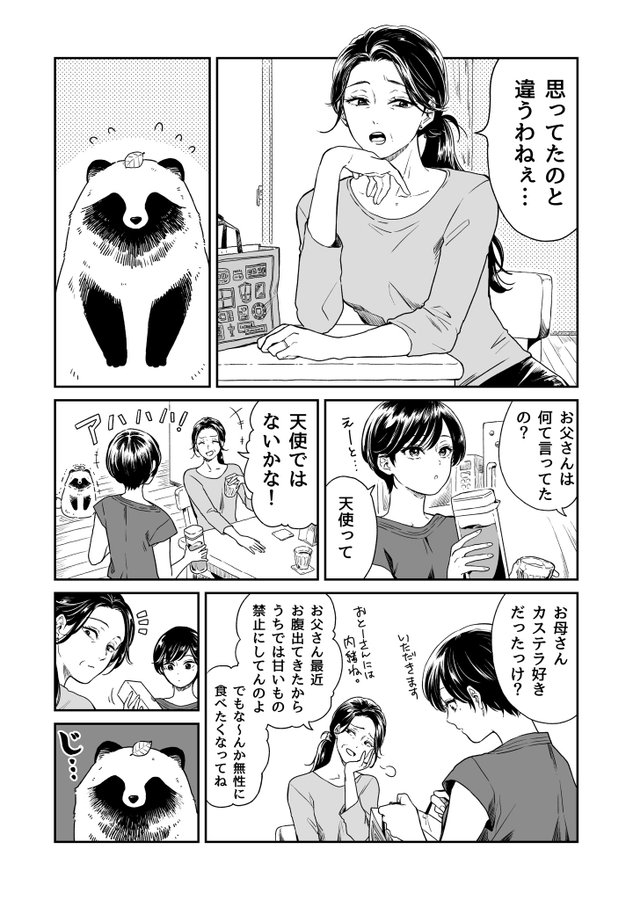 思ってたのと
違うわねぇ…
お父さんは
何て言ってた
の？
えーと…
天使って
天使では
ないかな！
アハハハ!!
お母さん
カステラ好き
だったっけ？
いただきます
おとーさんには
内緒ね。
お父さん最近
お腹出てきたから
うちでは甘いもの
禁止にしてんのよ
でもな〜んか無性に
食べたくなってね
じ…